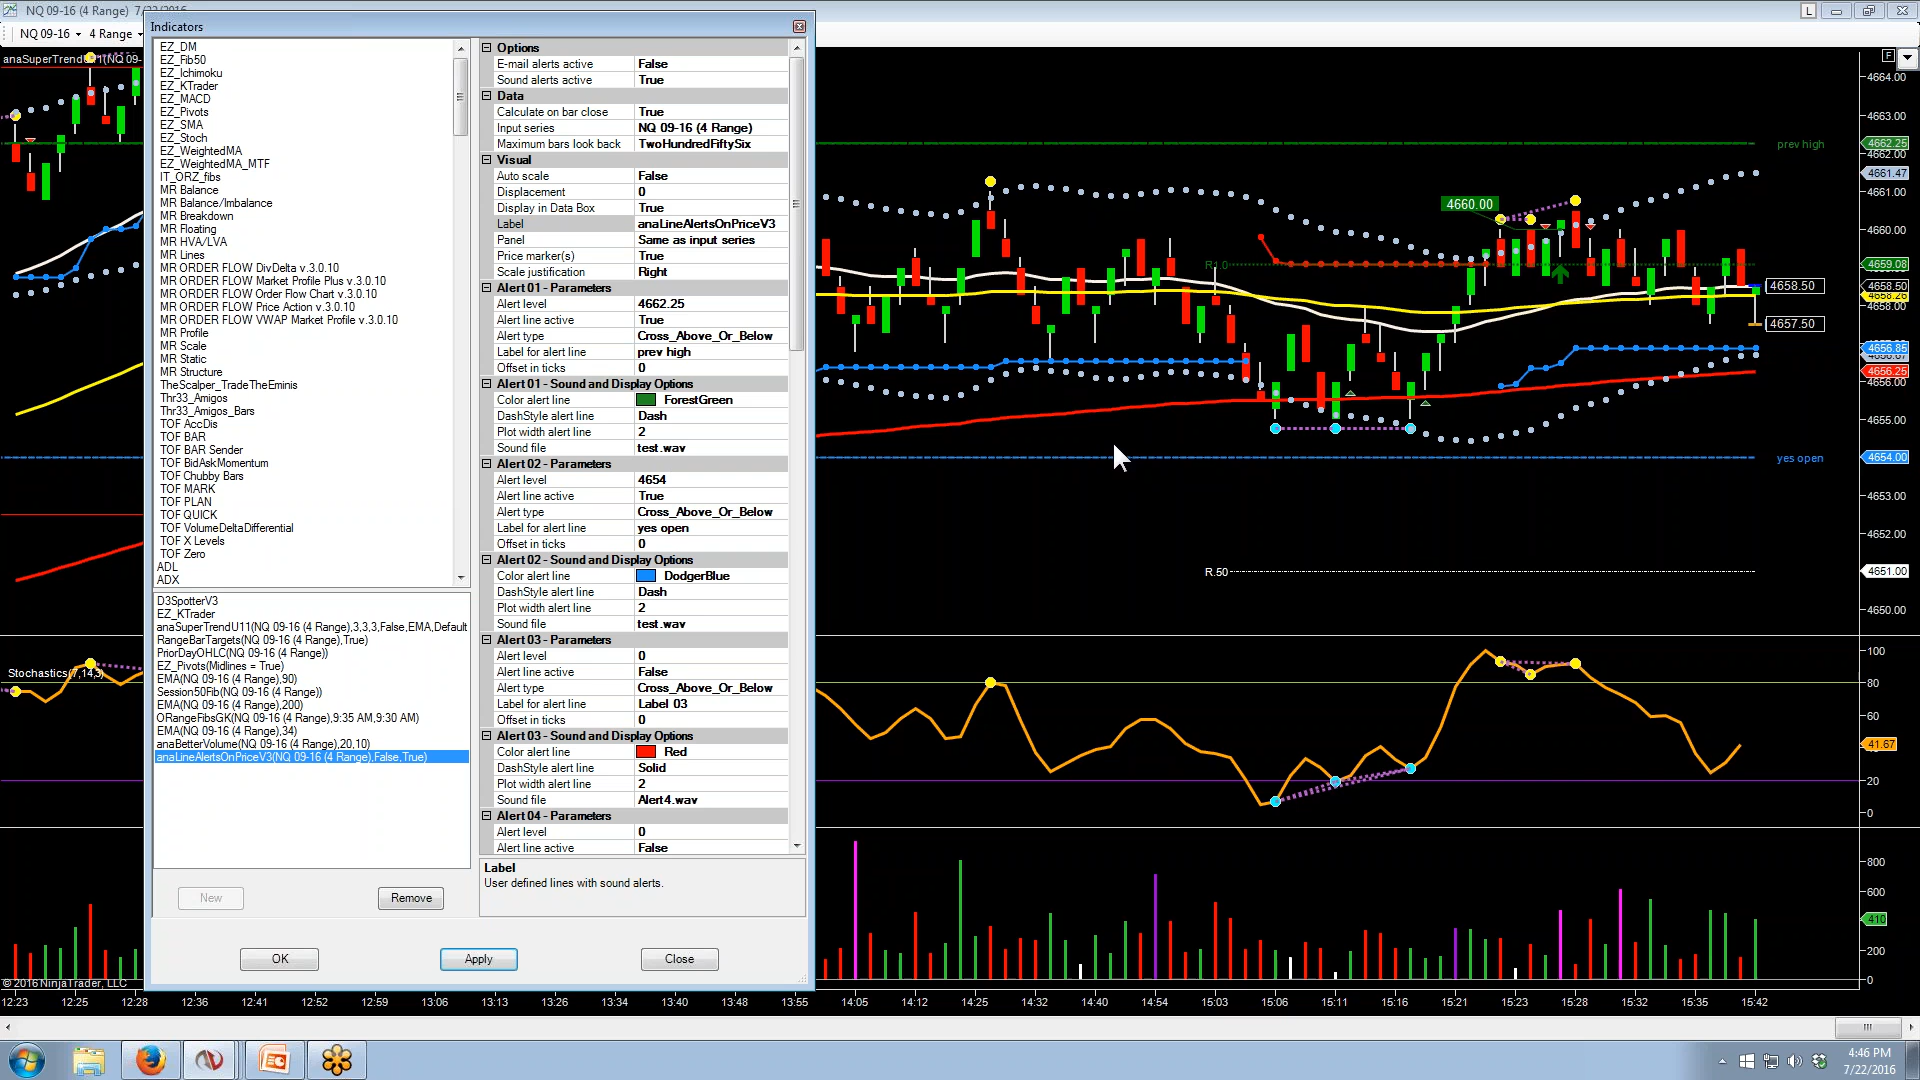 NQ 09-16 (4 Range)  7/22/2016
L
NQ 09-16
4 Range
Indicators
EZ_DM
EZ_Fib50
EZ_Ichimoku
EZ_KTrader
EZ_MACD
EZ_Pivots
EZ_SMA
EZ_Stoch
EZ_WeightedMA
EZ_WeightedMA_MTF
IT_ORZ_fibs
MR Balance
MR Balance/Imbalance
MR Breakdown
MR Floating
MR HVA/LVA
MR Lines
MR ORDER FLOW DivDelta v.3.0.10
MR ORDER FLOW Market Profile Plus v.3.0.10
MR ORDER FLOW Order Flow Chart v.3.0.10
MR ORDER FLOW Price Action v.3.0.10
MR ORDER FLOW VWAP Market Profile v.3.0.10
MR Profile
MR Scale
MR Static
MR Structure
TheScalper_TradeTheEminis
Thr33_Amigos
Thr33_Amigos_Bars
TOF AccDis
TOF BAR
TOF BAR Sender
TOF BidAskMomentum
TOF Chubby Bars
TOF MARK
TOF PLAN
TOF QUICK
TOF VolumeDeltaDifferential
TOF X Levels
TOF Zero
ADL
ADX
D3SpotterV3
EZ_KTrader
anaSuperTrendU11(NQ 09-16 (4 Range),3,3,3,False,EMA,Default
RangeBarTargets(NQ 09-16 (4 Range),True)
PriorDayOHLC(NQ 09-16 (4 Range))
EZ_Pivots(Midlines = True)
EMA(NQ 09-16 (4 Range),90)
Session50Fib(NQ 09-16 (4 Range))
EMA(NQ 09-16 (4 Range),200)
ORangeFibsGK(NQ 09-16 (4 Range),9:35 AM,9:30 AM)
EMA(NQ 09-16 (4 Range),34)
anaBetterVolume(NQ 09-16 (4 Range),20,10)
anaLineAlertsOnPriceV3(NQ 09-16 (4 Range),False,True)
New
Remove
OK
Apply
Close
Options
E-mail alerts active False
Sound alerts active True
Data
Calculate on bar close True
Input series NQ 09-16 (4 Range)
Maximum bars look back TwoHundredFiftySix
Visual
Auto scale False
Displacement 0
Display in Data Box True
Label anaLineAlertsOnPriceV3
Panel Same as input series
Price marker(s) True
Scale justification Right
Alert 01 - Parameters
Alert level 4662.25
Alert line active True
Alert type Cross_Above_Or_Below
Label for alert line prev high
Offset in ticks 0
Alert 01 - Sound and Display Options
Color alert line ForestGreen
DashStyle alert line Dash
Plot width alert line 2
Sound file test.wav
Alert 02 - Parameters
Alert level 4654
Alert line active True
Alert type Cross_Above_Or_Below
Label for alert line yes open
Offset in ticks 0
Alert 02 - Sound and Display Options
Color alert line DodgerBlue
DashStyle alert line Dash
Plot width alert line 2
Sound file test.wav
Alert 03 - Parameters
Alert level 0
Alert line active False
Alert type Cross_Above_Or_Below
Label for alert line Label 03
Offset in ticks 0
Alert 03 - Sound and Display Options
Color alert line Red
DashStyle alert line Solid
Plot width alert line 2
Sound file Alert4.wav
Alert 04 - Parameters
Alert level 0
Alert line active False
Label
User defined lines with sound alerts.
Stochastics(7,14,3)
© 2016 NinjaTrader, LLC
F
prev high
4660.00
R1.0
4658.50
4657.50
yes open
R.50
4664.00
4663.00
4662.25
4662.00
4661.47
4661.00
4660.00
4659.08
4658.50
4658.26
4658.00
4656.85
4656.25
4656.00
4655.00
4654.00
4653.00
4652.00
4651.00
4650.00
100
80
60
41.67
20
0
800
600
410
200
0
12:23 12:25 12:28 12:36 12:41 12:52 12:59 13:06 13:13 13:26 13:34 13:40 13:48 13:55 14:05 14:12 14:25 14:32 14:40 14:54 15:03 15:06 15:11 15:16 15:21 15:23 15:28 15:32 15:35 15:42
4:46 PM
7/22/2016